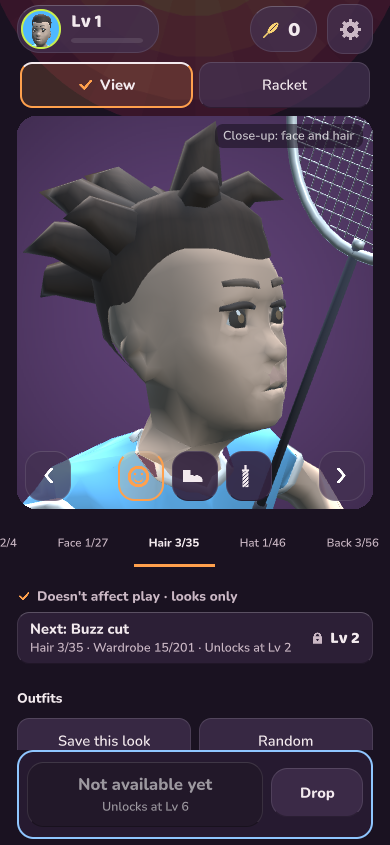 Lv 1
0
View
Racket
Close-up: face and hair
2/4
Face 1/27
Hair 3/35
Hat 1/46
Back 3/56
Doesn't affect play · looks only
Next: Buzz cut
Hair 3/35 · Wardrobe 15/201 · Unlocks at Lv 2
Lv 2
Outfits
Save this look
Random
Not available yet
Unlocks at Lv 6
Drop